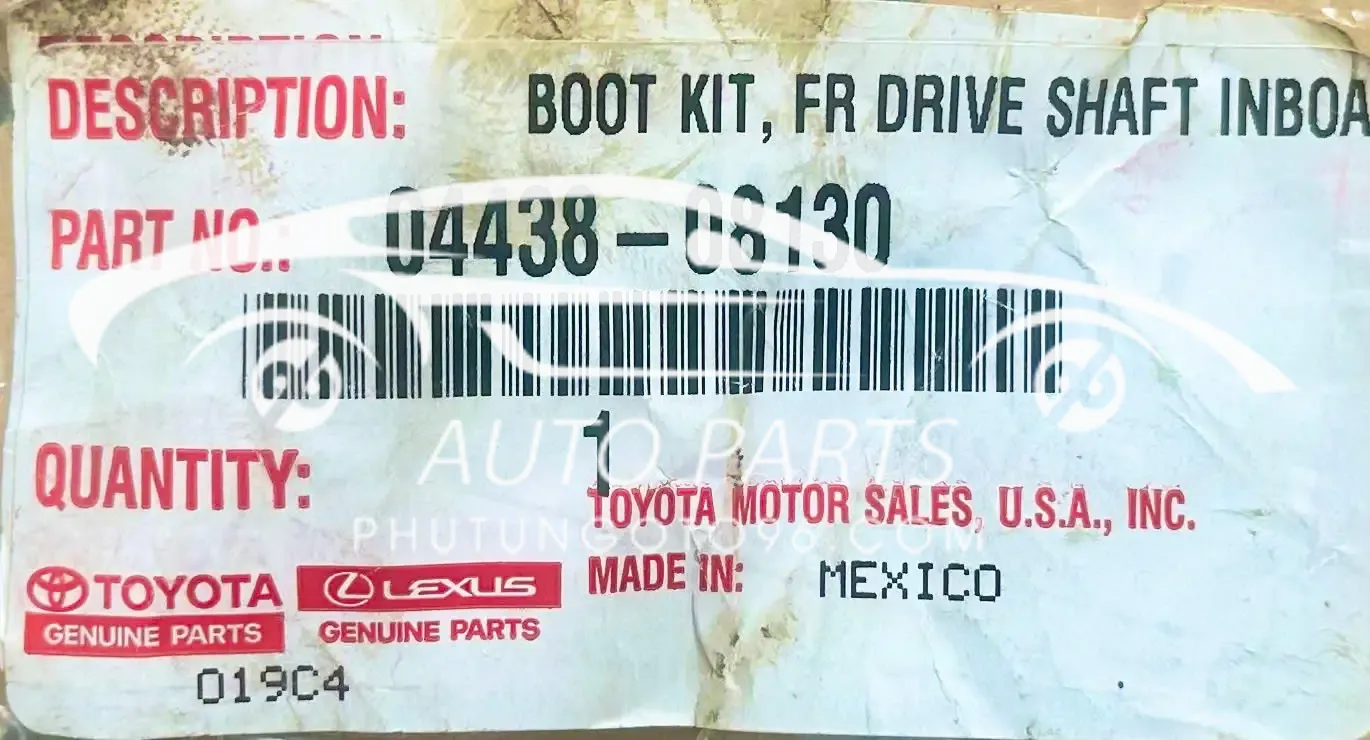 DESCRIPTION
DESCRIPTION: BOOT KIT, FR DRIVE SHAFT INBOA
PART NO.: 04438-08130
AUTO PARTS
QUANTITY: 1
TOYOTA MOTOR SALES, U.S.A., INC.
PHUTUNGOTO96.COM
MADE IN: MEXICO
TOYOTA LEXUS
GENUINE PARTS GENUINE PARTS
019C4